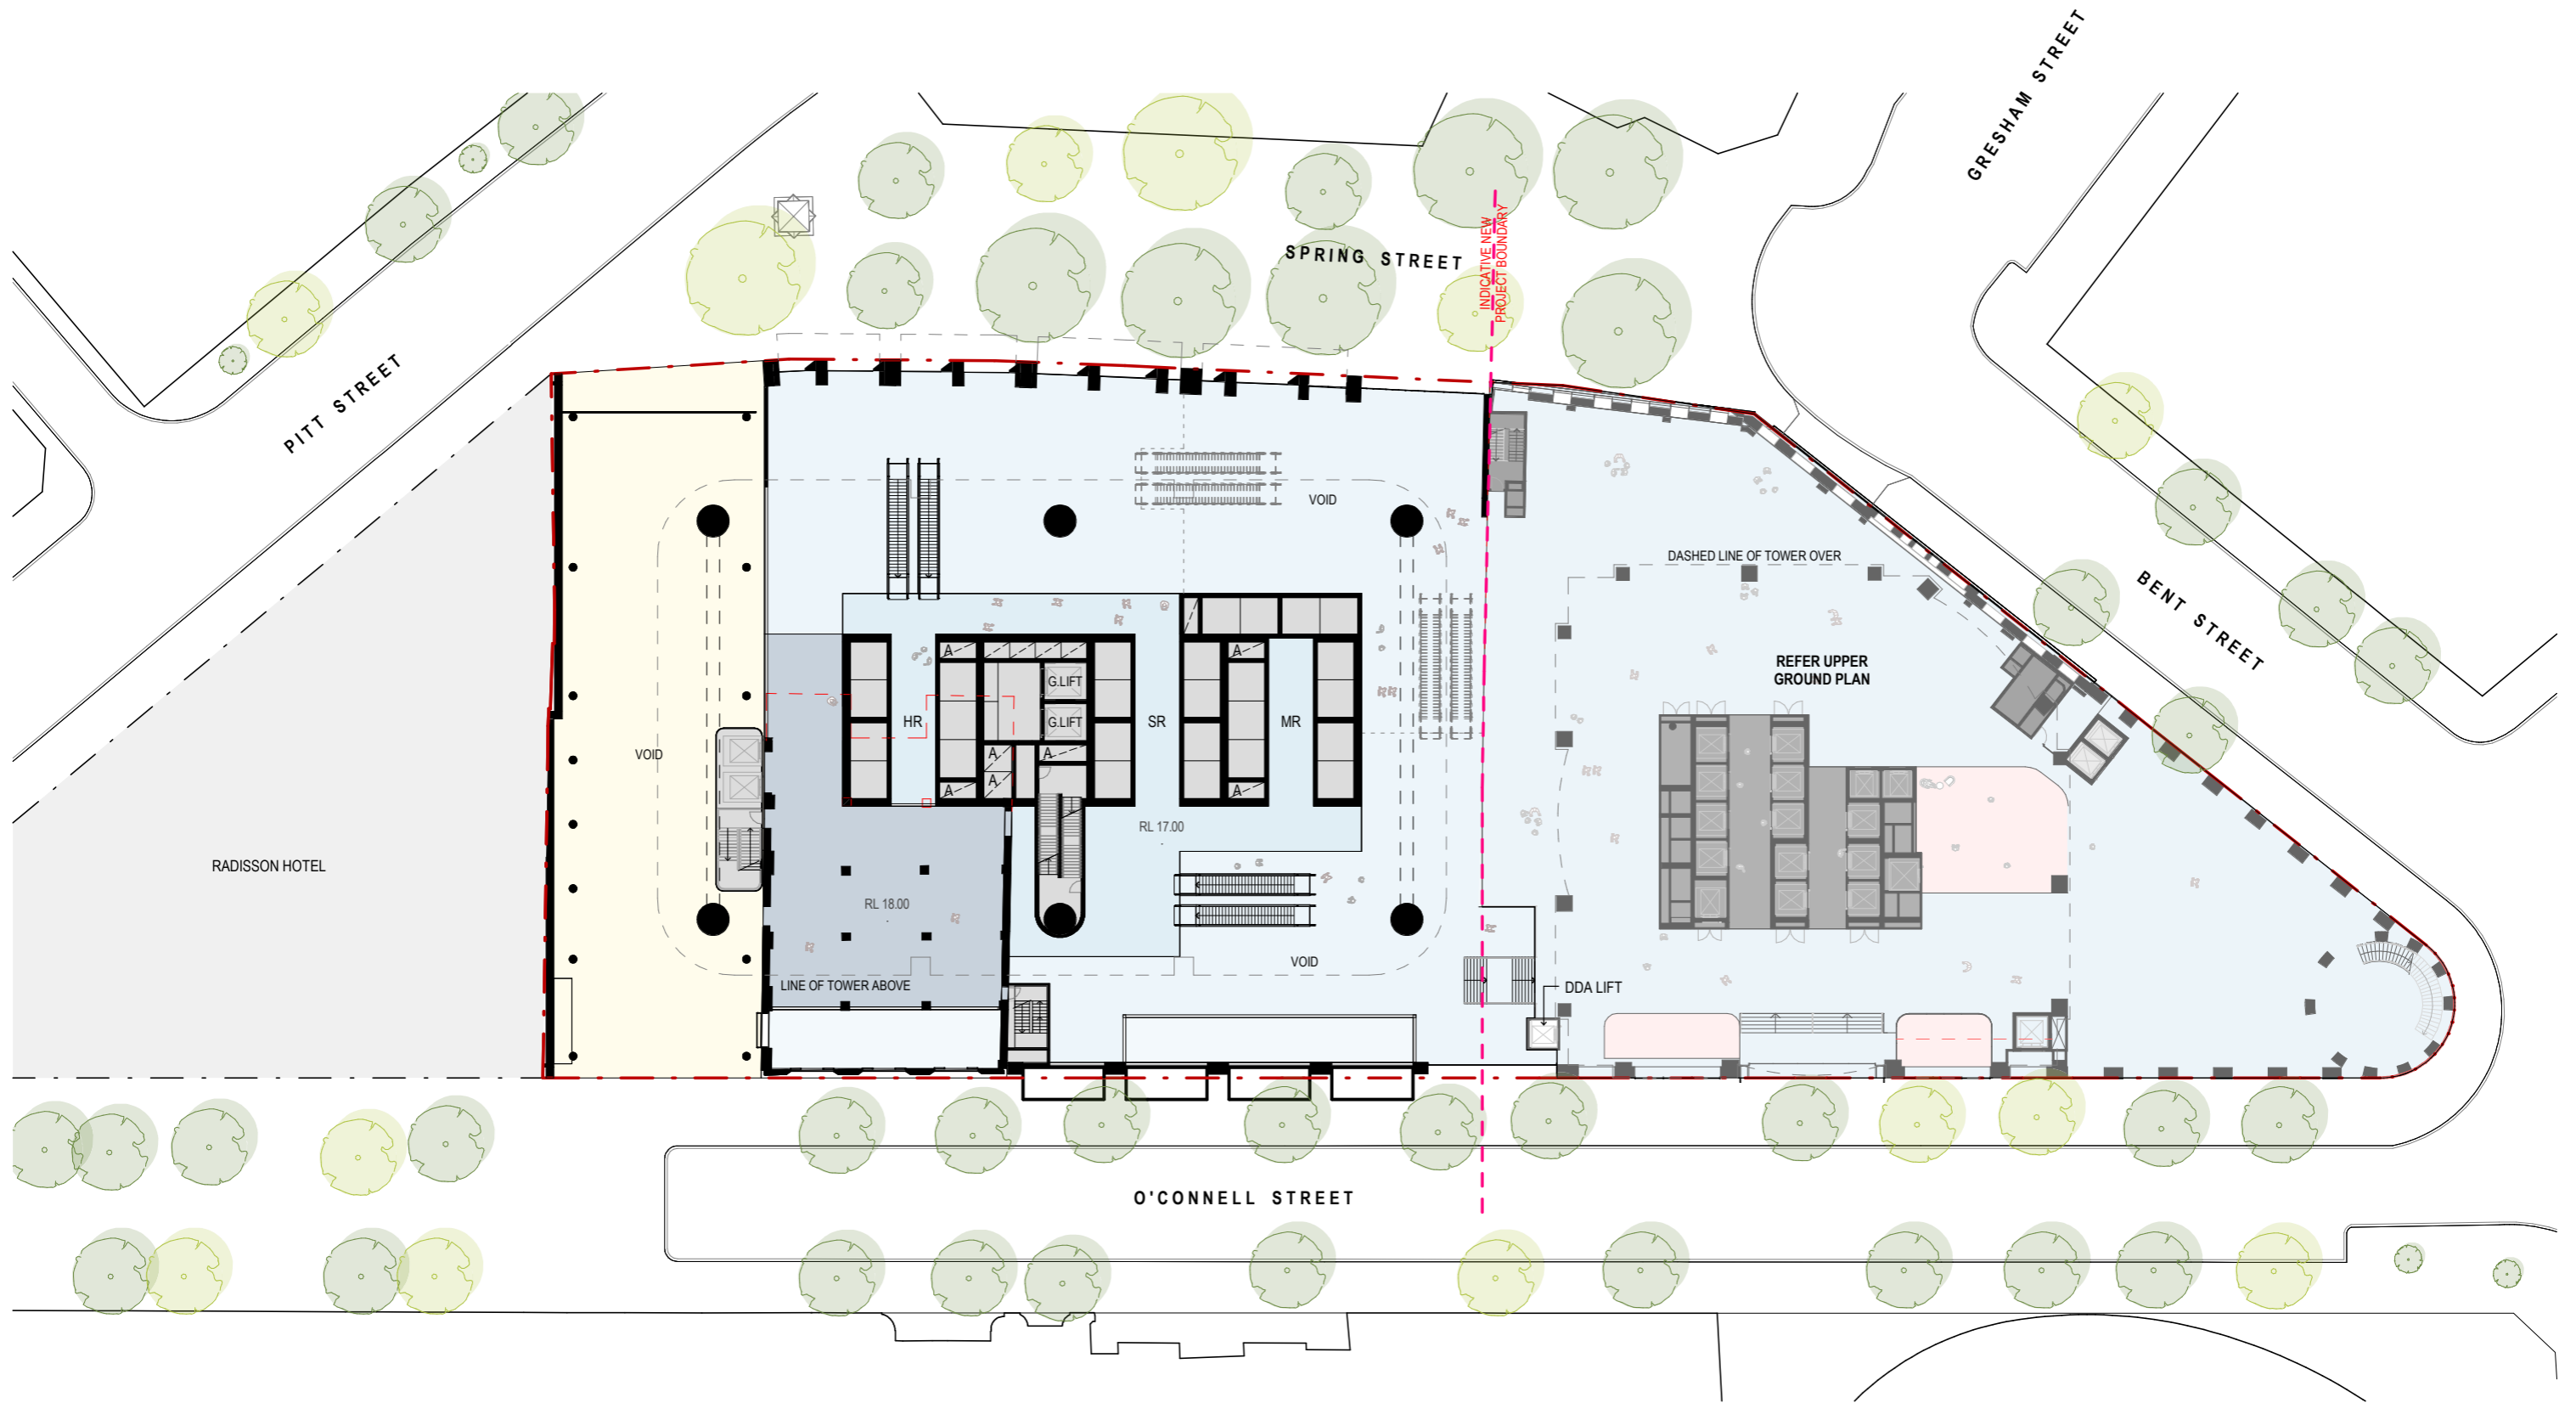 GRESHAM STREET
INDICATIVE NEW
PROJECT BOUNDARY
SPRING STREET
PITT STREET
VOID
DASHED LINE OF TOWER OVER
BENT STREET
REFER UPPER
GROUND PLAN
A
A
G.LIFT
G.LIFT
HR
SR
MR
VOID
A
A
A
A
A
RL 17.00
RADISSON HOTEL
RL 18.00
VOID
LINE OF TOWER ABOVE
DDA LIFT
O'CONNELL STREET